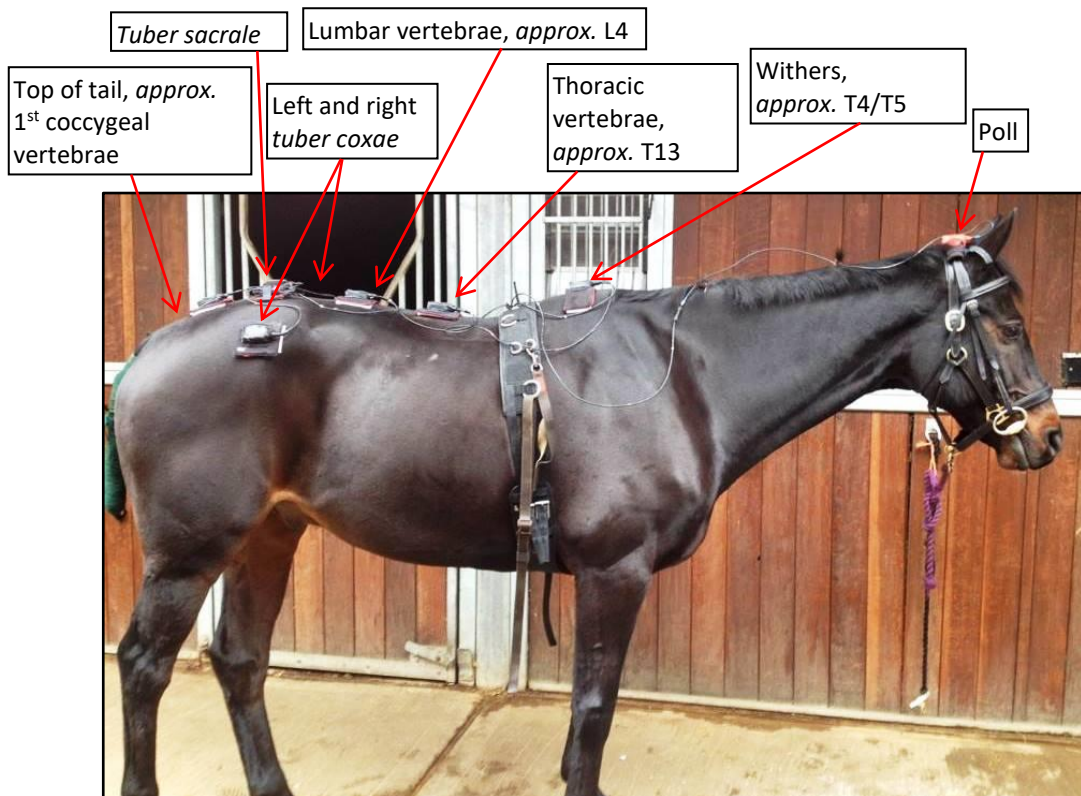 Tuber sacrale
Lumbar vertebrae, approx. L4
Top of tail, approx.
1st coccygeal
vertebrae
Left and right
tuber coxae
Thoracic
vertebrae,
approx. T13
Withers,
approx. T4/T5
Poll